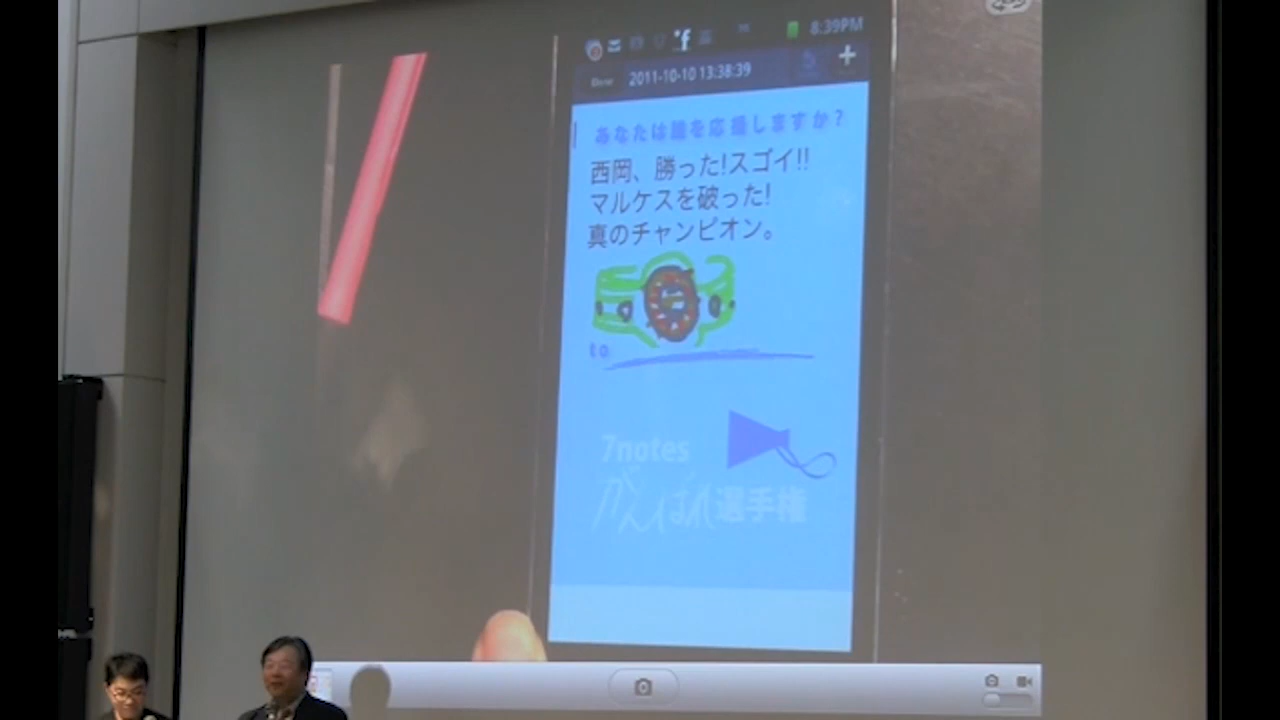 8:39PM
Done 2011-10-10 13:38:39
あなたは誰を応援しますか?
西岡、勝った!スゴイ!!
マルケスを破った!
真のチャンピオン。
to
7notes
がんばれ選手権